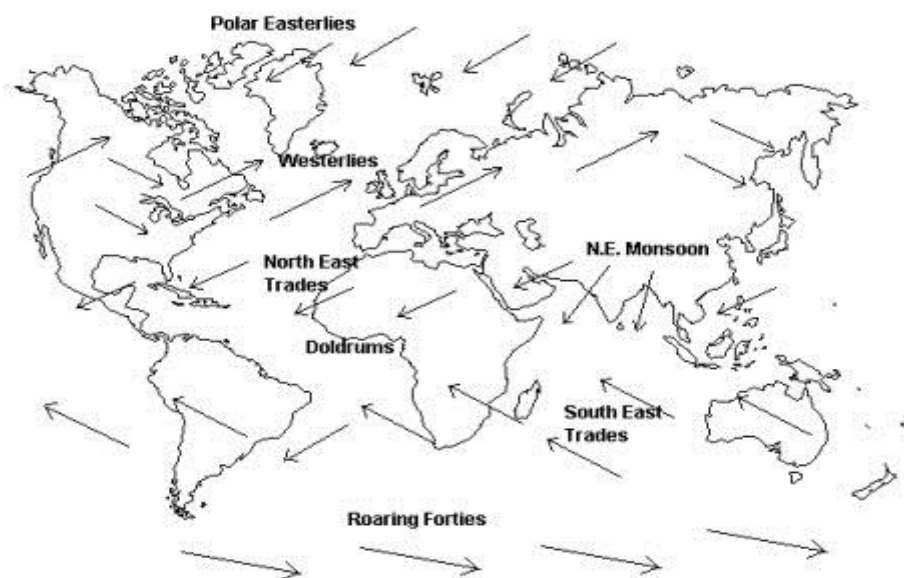 Polar Easterlies
Westerlies
North East
Trades
N.E. Monsoon
Doldrums
South East
Trades
Roaring Forties